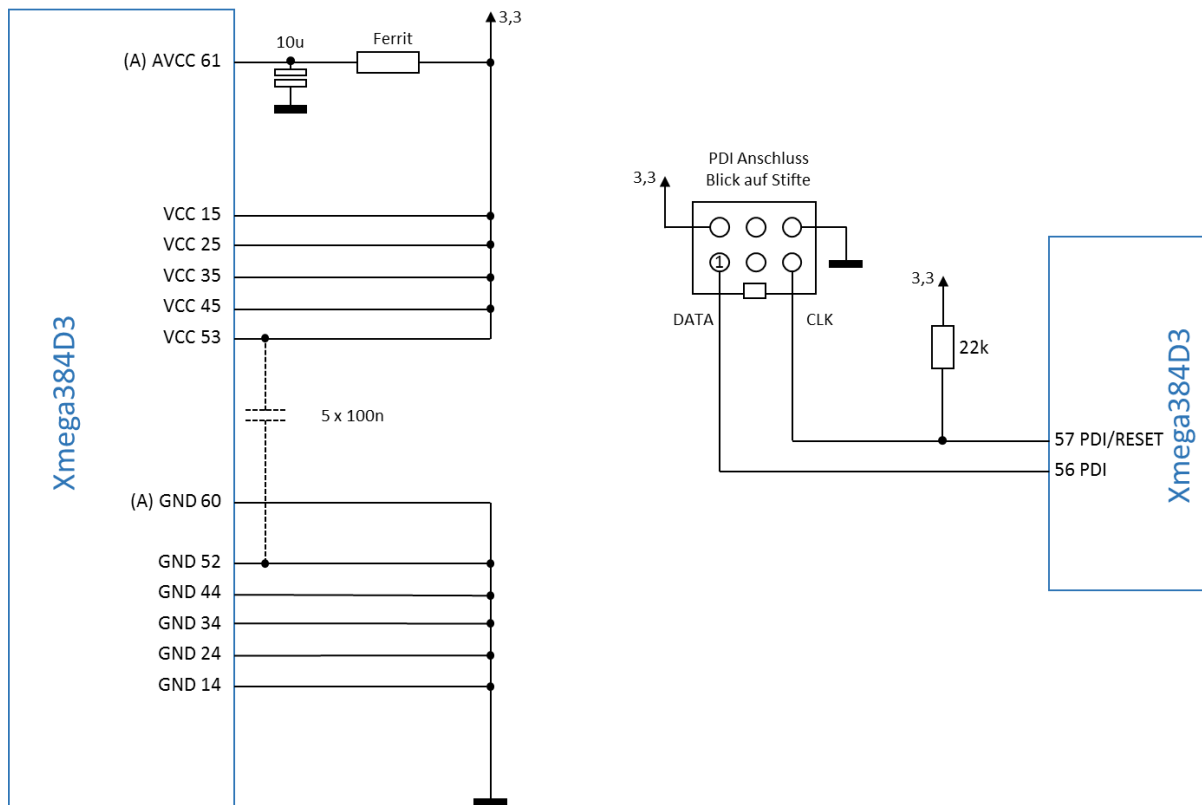 3,3
10u
Ferrit
(A) AVCC 61
VCC 15
VCC 25
VCC 35
VCC 45
VCC 53
5 x 100n
(A) GND 60
GND 52
GND 44
GND 34
GND 24
GND 14
Xmega384D3
PDI Anschluss
Blick auf Stifte
3,3
1
DATA
CLK
3,3
22k
57 PDI/RESET
56 PDI
Xmega384D3